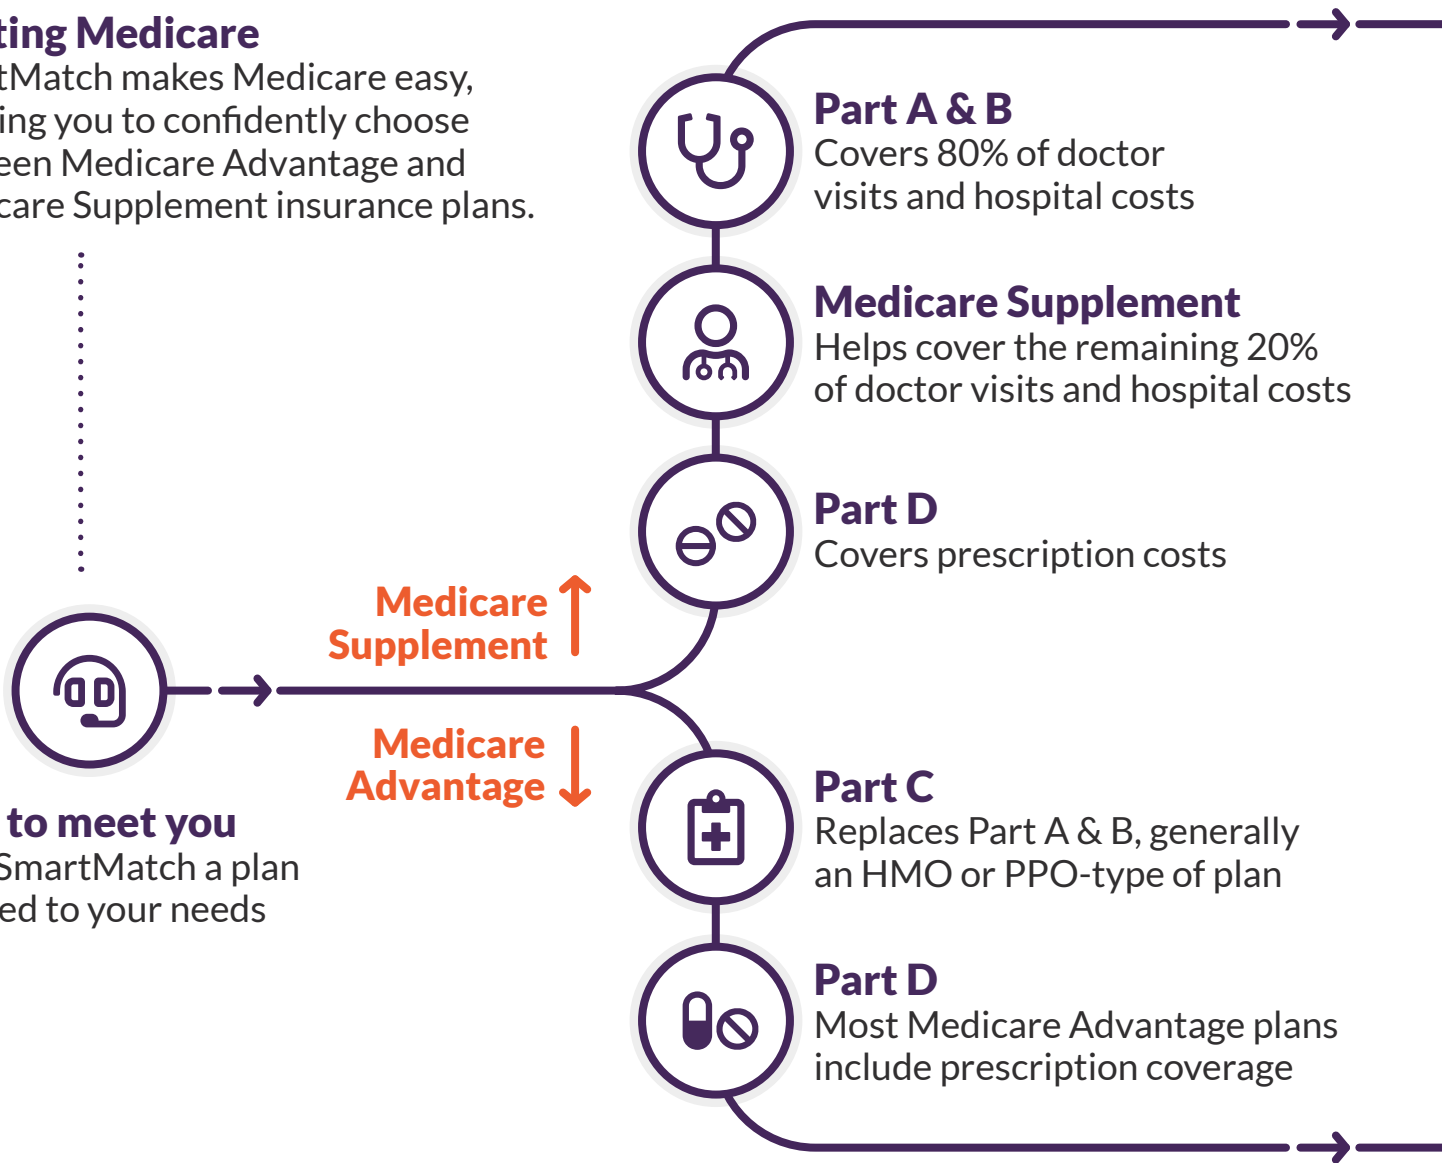 ting Medicare
tMatch makes Medicare easy,
ing you to confidently choose
een Medicare Advantage and
care Supplement insurance plans.
Part A & B
Covers 80% of doctor
visits and hospital costs
Medicare Supplement
Helps cover the remaining 20%
of doctor visits and hospital costs
Part D
Covers prescription costs
Medicare
Supplement
Medicare
Advantage
to meet you
SmartMatch a plan
ed to your needs
Part C
Replaces Part A & B, generally
an HMO or PPO-type of plan
Part D
Most Medicare Advantage plans
include prescription coverage